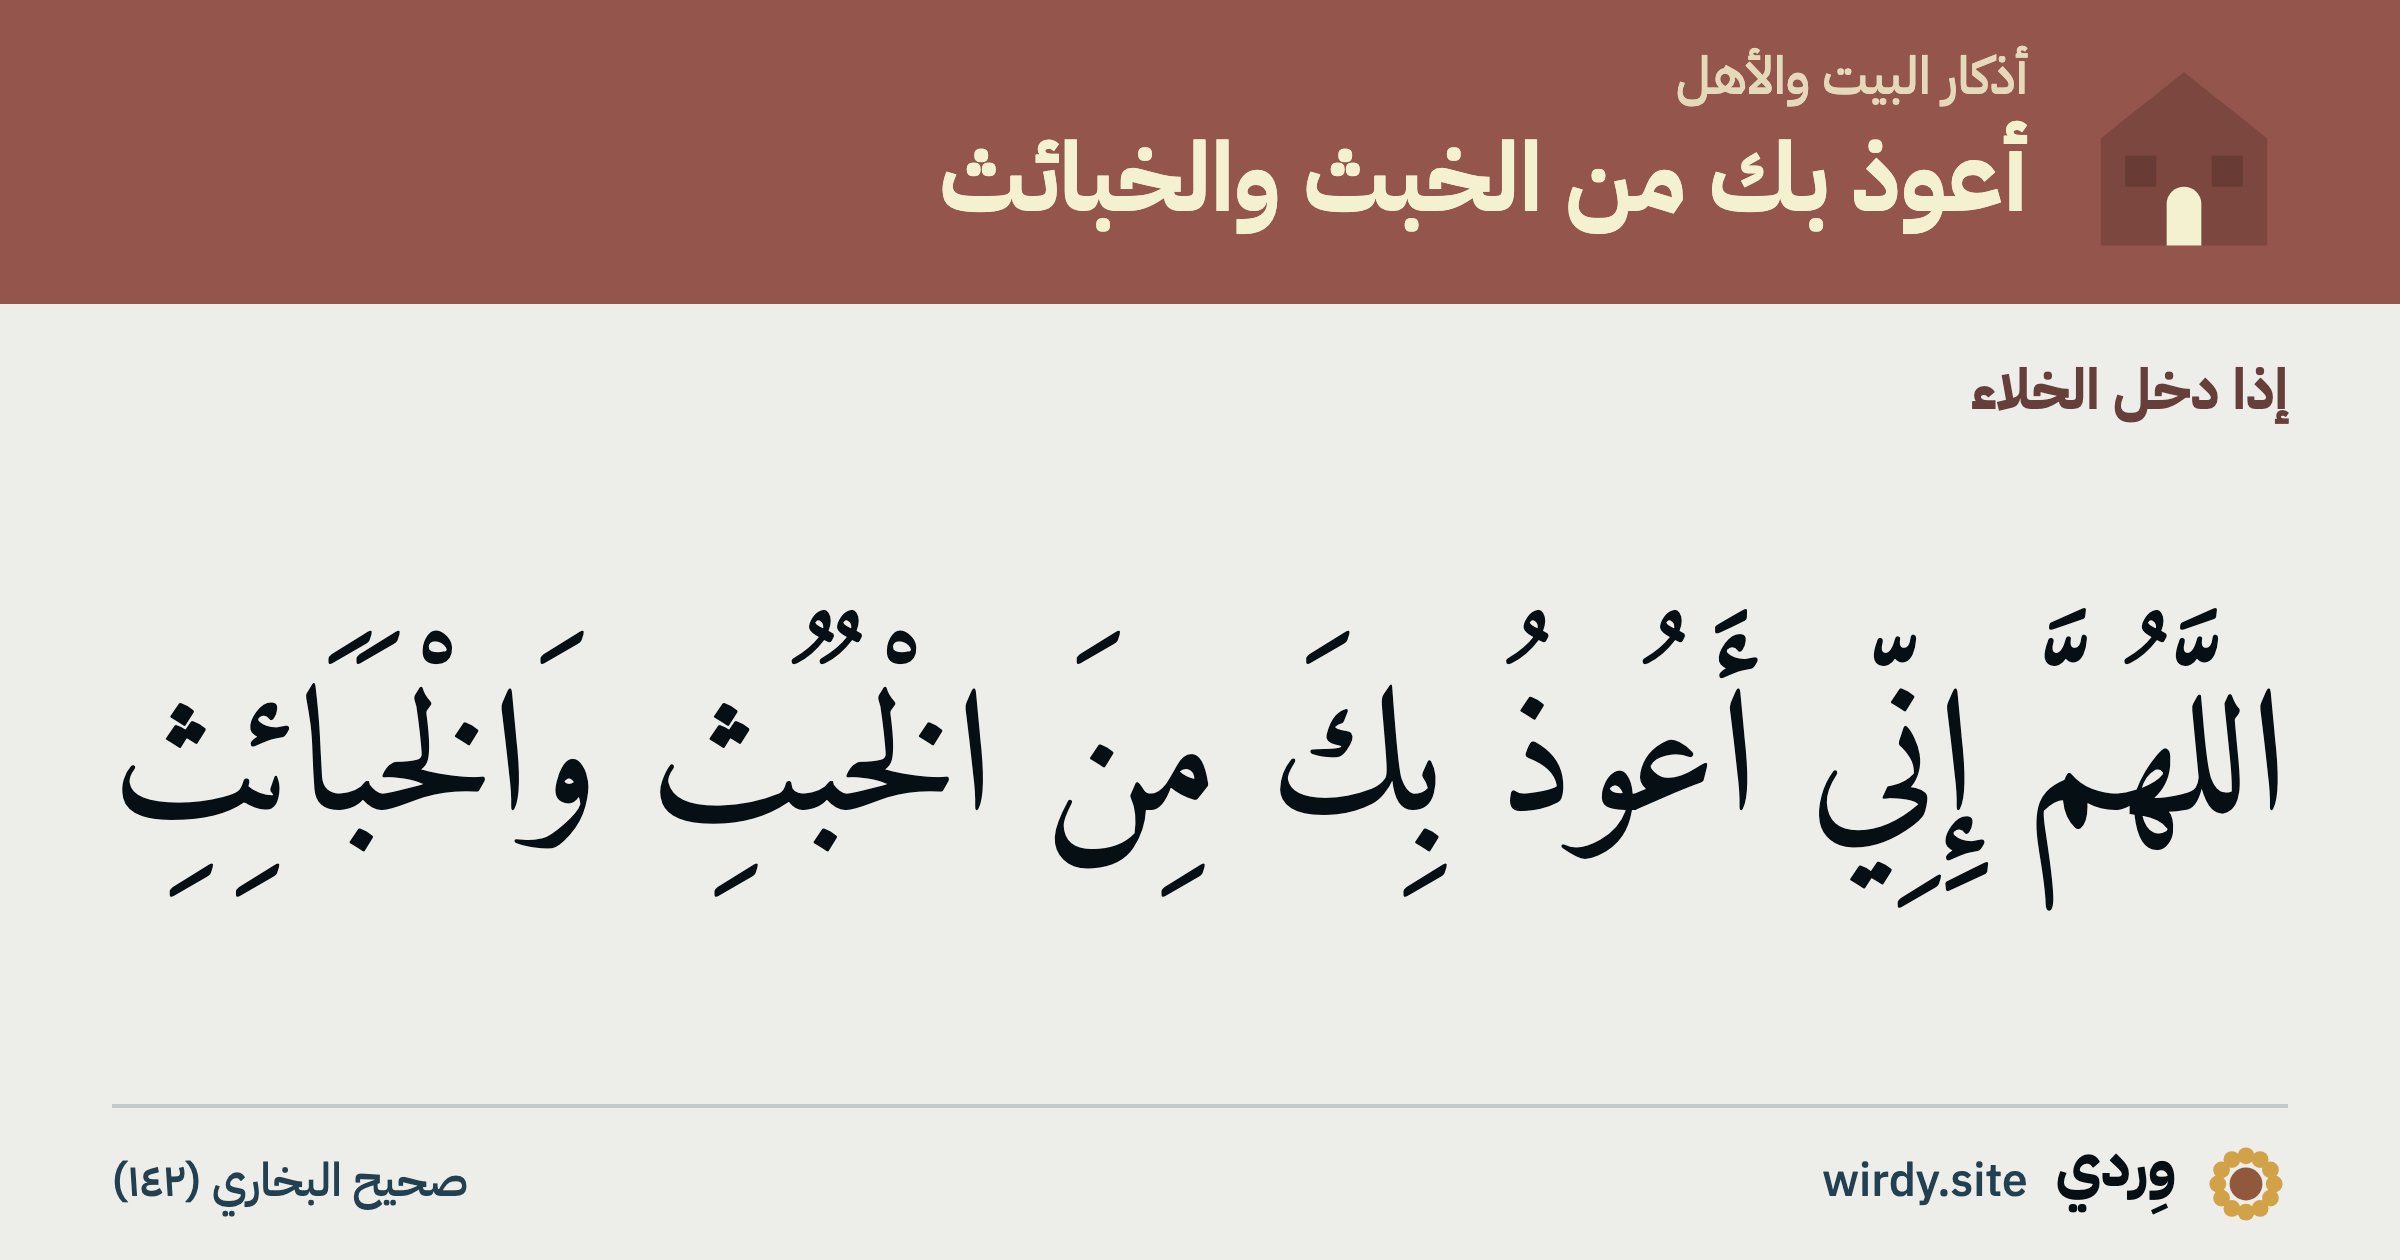 أذكار البيت والأهل
أعوذ بك من الخبث والخبائث
إذا دخل الخلاء
اللَّهُمَّ إِنِّي أَعُوذُ بِكَ مِنَ الْخُبُثِ وَالْخَبَائِثِ
وِردي wirdy.site
صحيح البخاري (١٤٢)